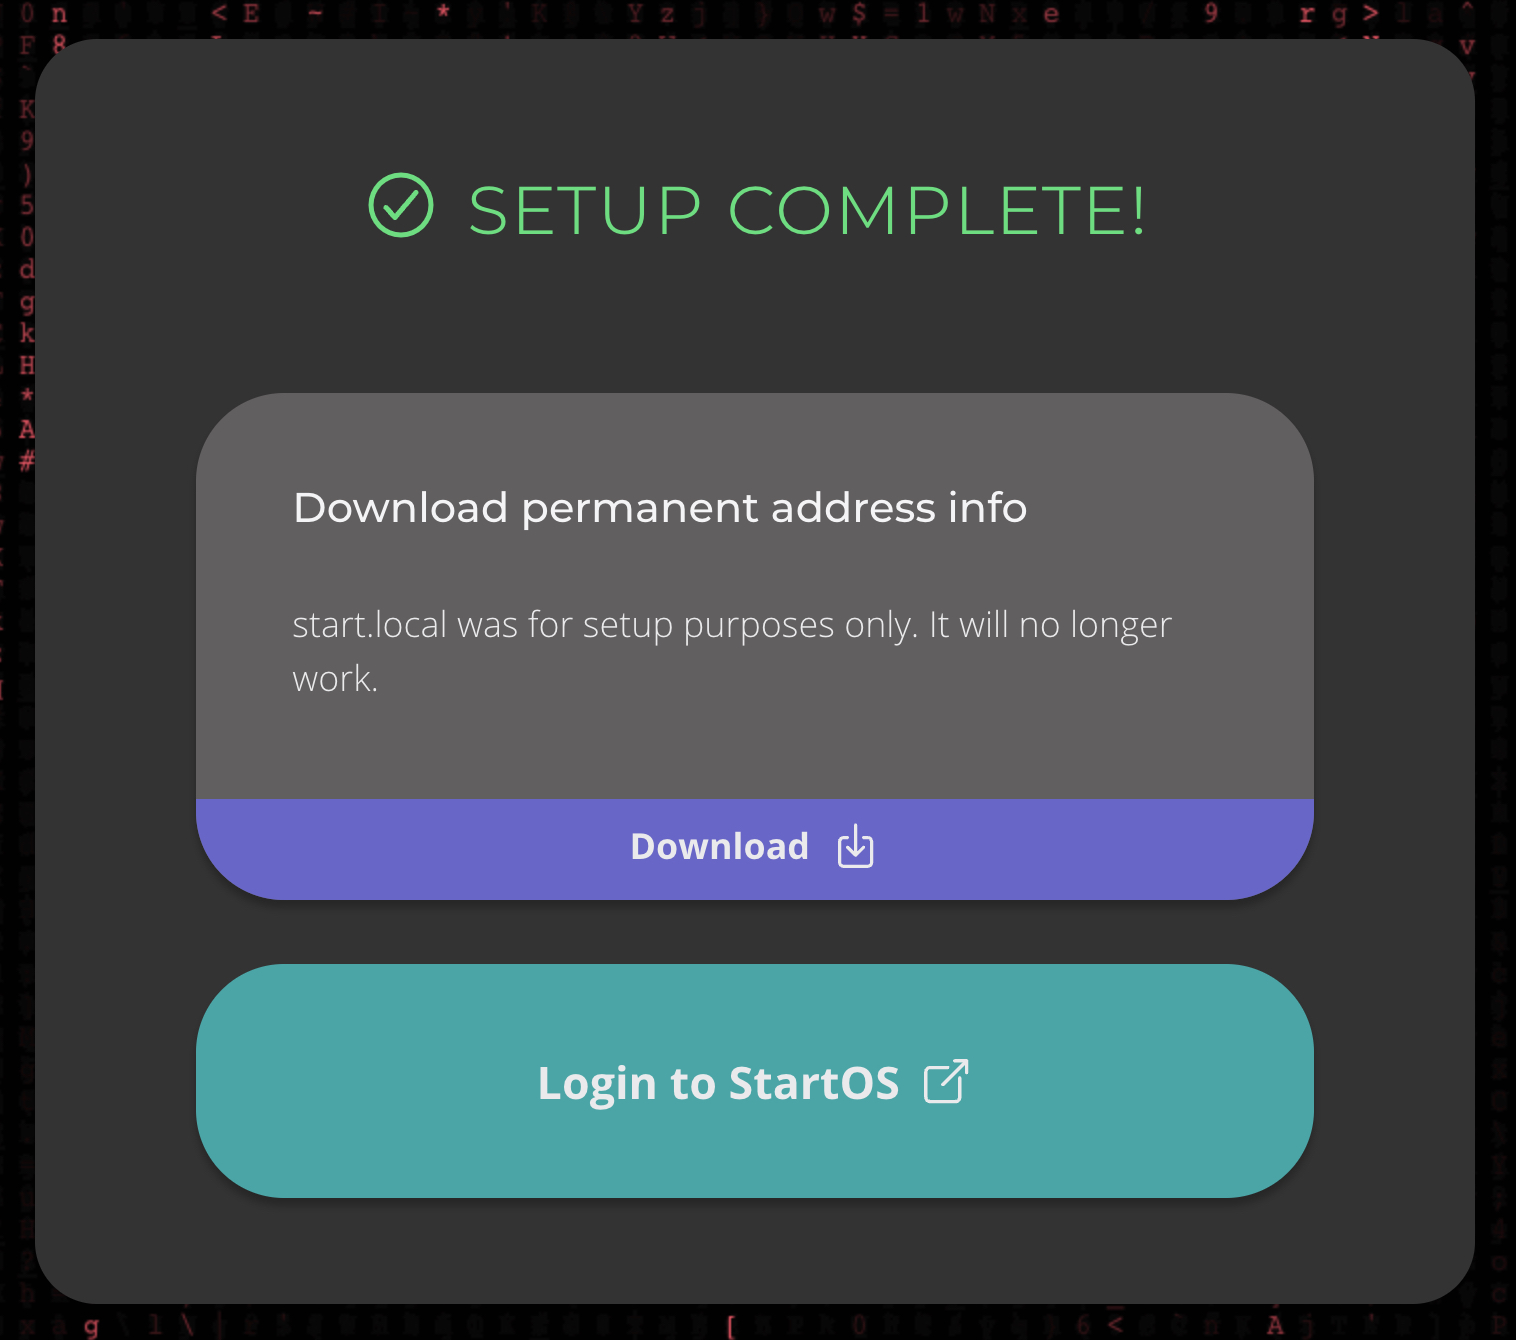 SETUP COMPLETE!
Download permanent address info
start.local was for setup purposes only. It will no longer
work.
Download
Login to StartOS